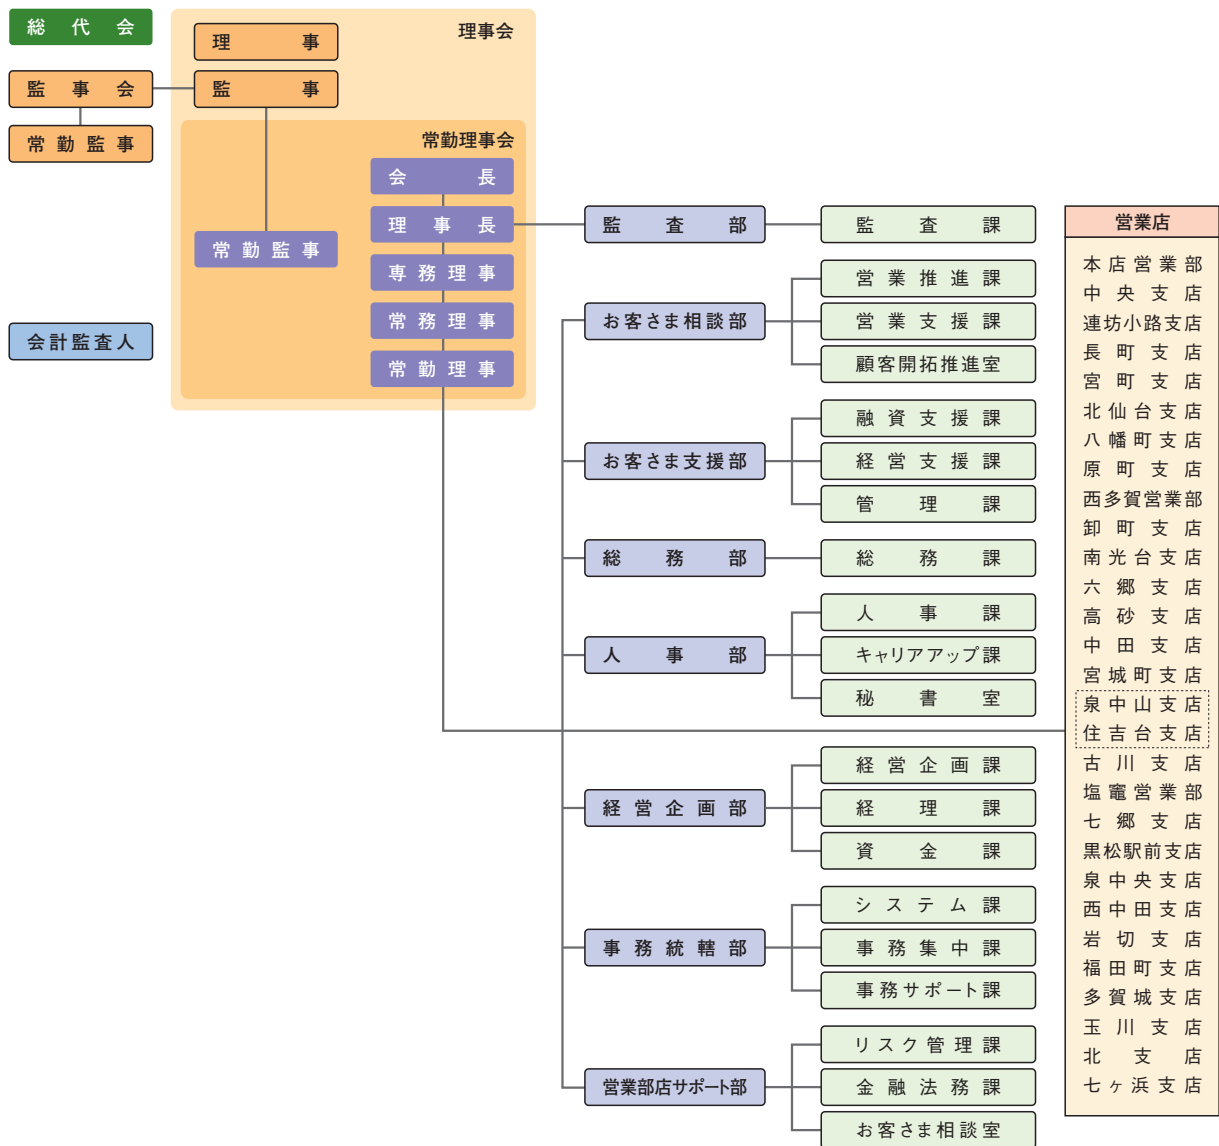 総代会
監事会
常勤監事
会計監査人
理事会
理事
監事
常勤理事会
常勤監事
会長
理事長
専務理事
常務理事
常勤理事
監査部
監査課
お客さま相談部
営業推進課
営業支援課
顧客開拓推進室
お客さま支援部
融資支援課
経営支援課
管理課
総務部
総務課
人事部
人事課
キャリアアップ課
秘書室
経営企画部
経営企画課
経理課
資金課
事務統轄部
システム課
事務集中課
事務サポート課
営業部店サポート部
リスク管理課
金融法務課
お客さま相談室
営業店
本店営業部
中央支店
連坊小路支店
長町支店
宮町支店
北仙台支店
八幡町支店
原町支店
西多賀営業部
卸町支店
南光台支店
六郷支店
高砂支店
中田支店
宮城町支店
泉中山支店
住吉台支店
古川支店
塩竈営業部
七郷支店
黒松駅前支店
泉中央支店
西中田支店
岩切支店
福田町支店
多賀城支店
玉川支店
北支店
七ヶ浜支店